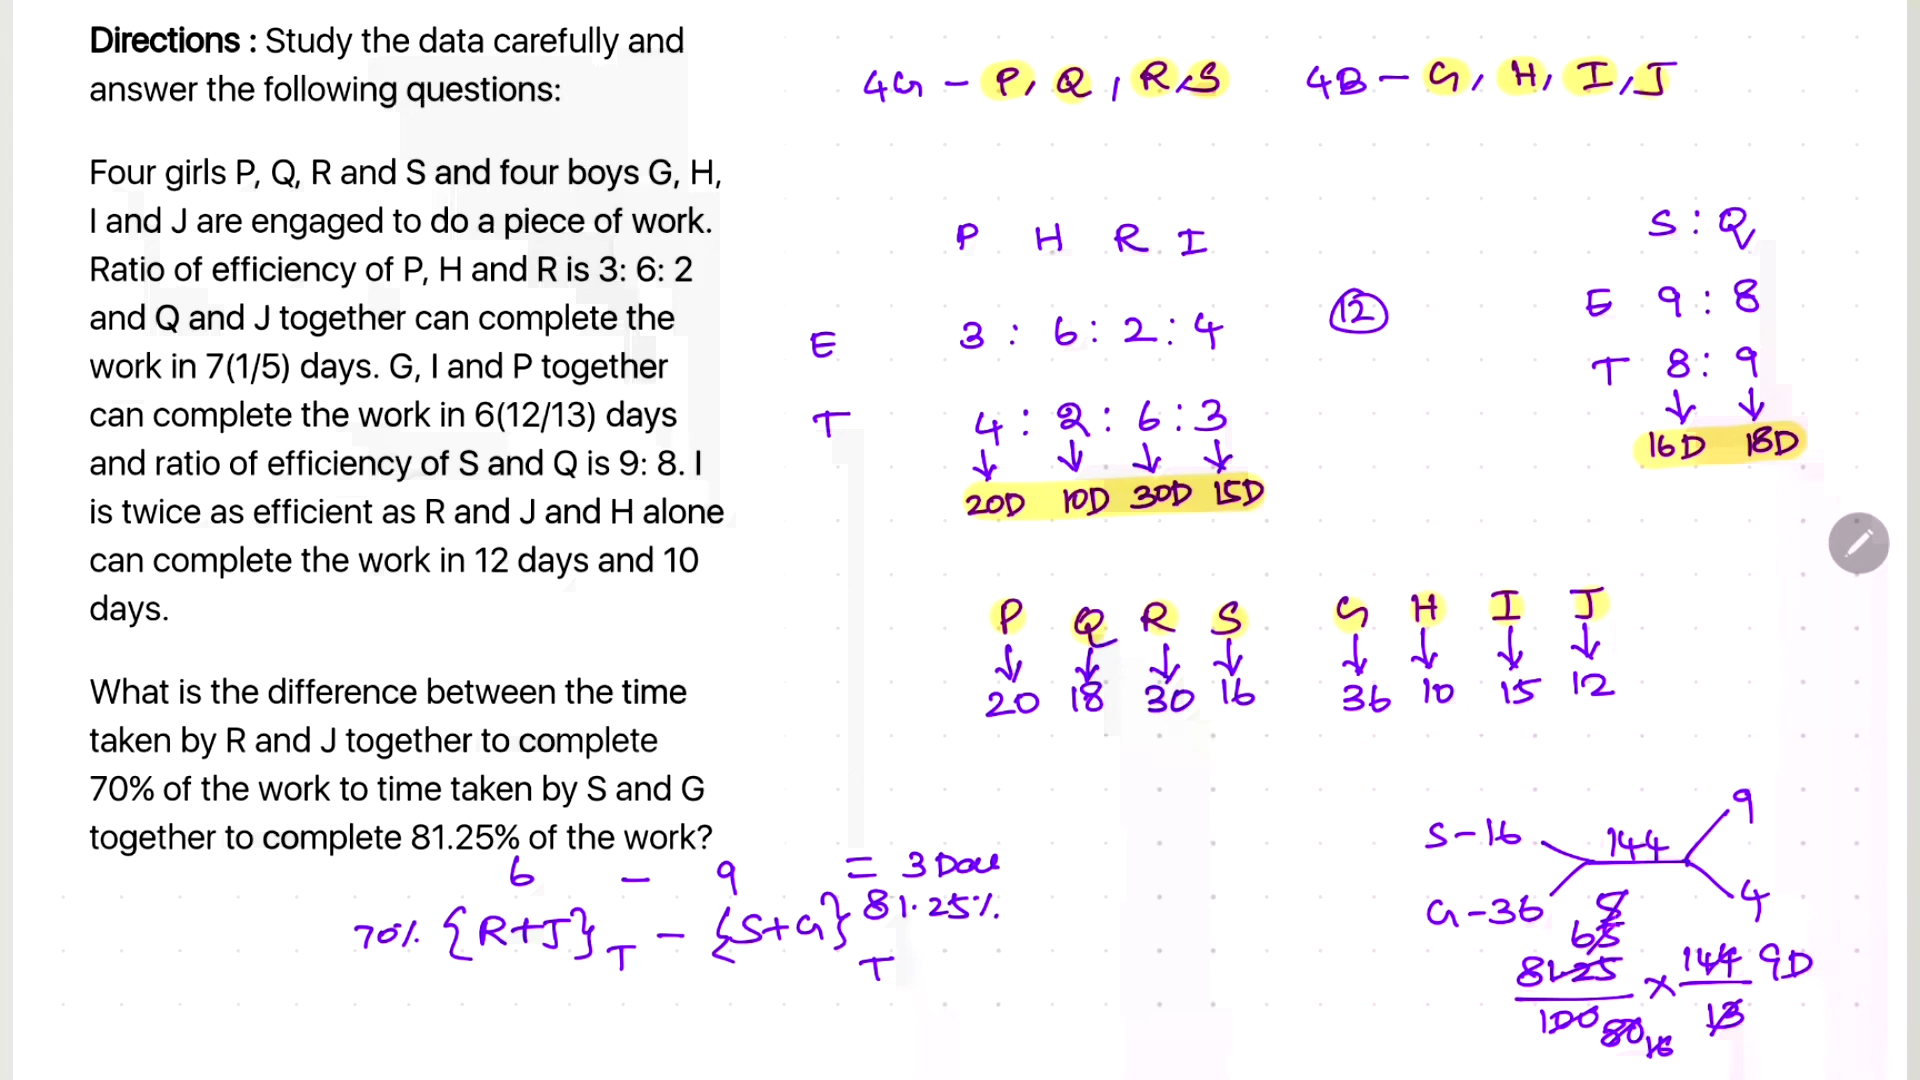 Directions : Study the data carefully and
answer the following questions:
Four girls P, Q, R and S and four boys G, H,
I and J are engaged to do a piece of work.
Ratio of efficiency of P, H and R is 3: 6: 2
and Q and J together can complete the
work in 7(1/5) days. G, I and P together
can complete the work in 6(12/13) days
and ratio of efficiency of S and Q is 9: 8. I
is twice as efficient as R and J and H alone
can complete the work in 12 days and 10
days.
What is the difference between the time
taken by R and J together to complete
70% of the work to time taken by S and G
together to complete 81.25% of the work?
6 - 9 = 3 Days
70% {R+J}T - {S+G}T 81.25%
4G - P, Q, R, S 4B - G, H, I, J
P H R I
E 3 : 6 : 2 : 4
T 4 : 2 : 6 : 3
20D 10D 30D 15D
12
S : Q
E 9 : 8
T 8 : 9
16D 18D
P Q R S G H I J
20 18 30 16 36 10 15 12
S-16 144 9
G-36 4
65
81.25 × 144 9D
100 80 16 13